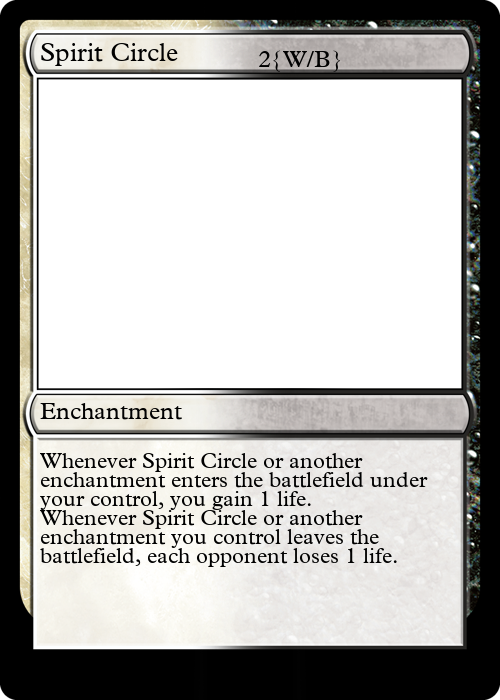 Spirit Circle 2{W/B}
Enchantment
Whenever Spirit Circle or another
enchantment enters the battlefield under
your control, you gain 1 life.
Whenever Spirit Circle or another
enchantment you control leaves the
battlefield, each opponent loses 1 life.